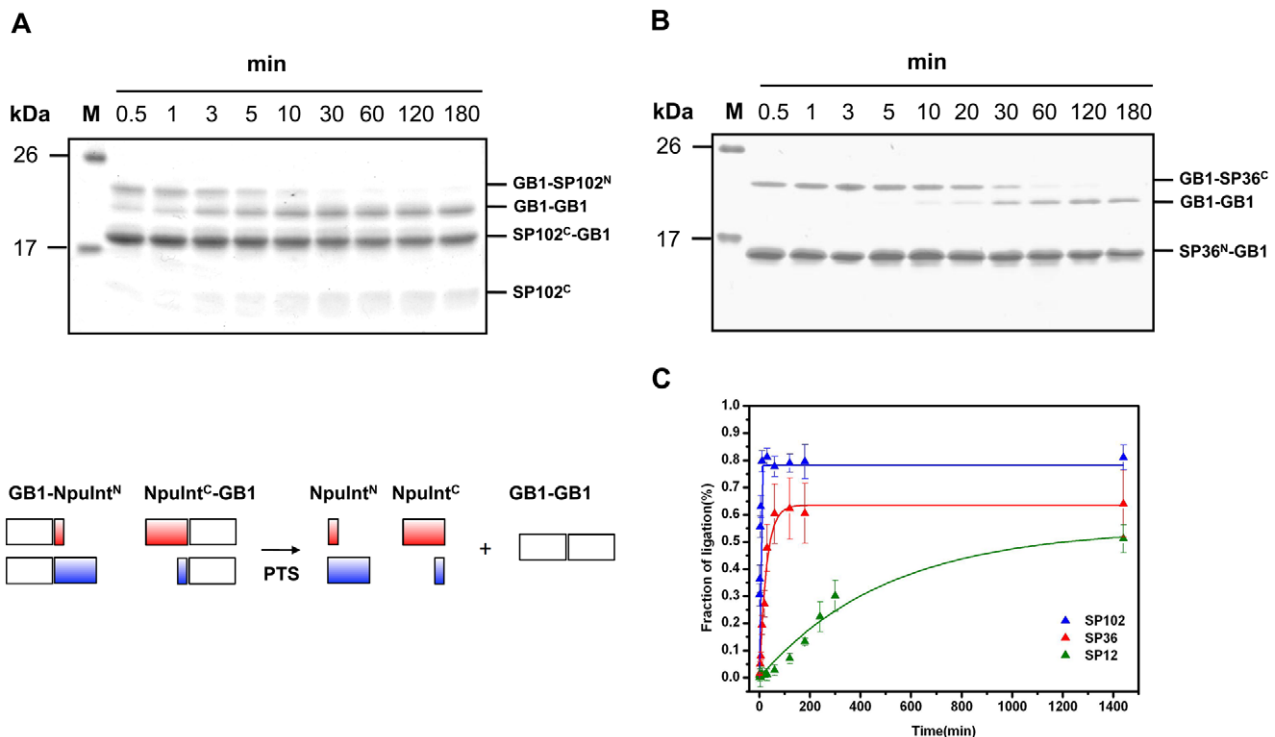 A
min
kDa M 0.5 1 3 5 10 30 60 120 180
26
GB1-SP102ᴺ
GB1-GB1
17
SP102ᶜ-GB1
SP102ᶜ
B
min
kDa M 0.5 1 3 5 10 20 30 60 120 180
26
GB1-SP36ᶜ
GB1-GB1
17
SP36ᴺ-GB1
GB1-NpuIntᴺ NpuIntᶜ-GB1 NpuIntᴺ NpuIntᶜ GB1-GB1
PTS
+
C
Fraction of ligation(%)
1.0
0.9
0.8
0.7
0.6
0.5
0.4
0.3
0.2
0.1
0.0
SP102
SP36
SP12
0 200 400 600 800 1000 1200 1400
Time(min)